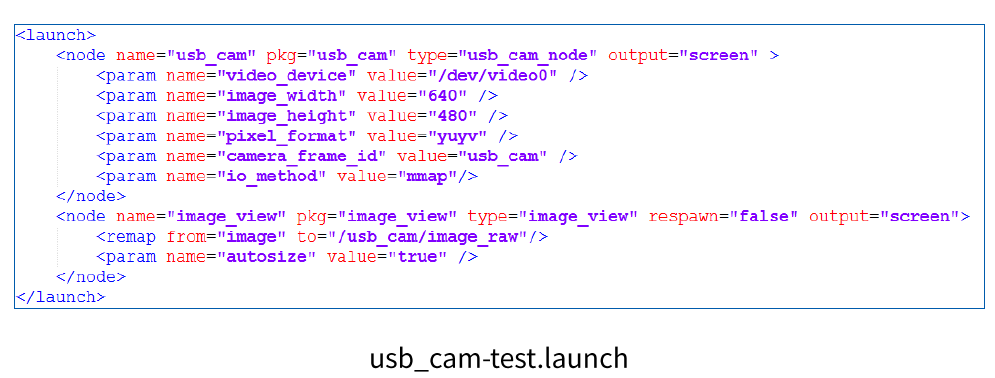 <launch>
    <node name="usb_cam" pkg="usb_cam" type="usb_cam_node" output="screen" >
        <param name="video_device" value="/dev/video0" />
        <param name="image_width" value="640" />
        <param name="image_height" value="480" />
        <param name="pixel_format" value="yuyv" />
        <param name="camera_frame_id" value="usb_cam" />
        <param name="io_method" value="mmap"/>
    </node>
    <node name="image_view" pkg="image_view" type="image_view" respawn="false" output="screen">
        <remap from="image" to="/usb_cam/image_raw"/>
        <param name="autosize" value="true" />
    </node>
</launch>
usb_cam-test.launch